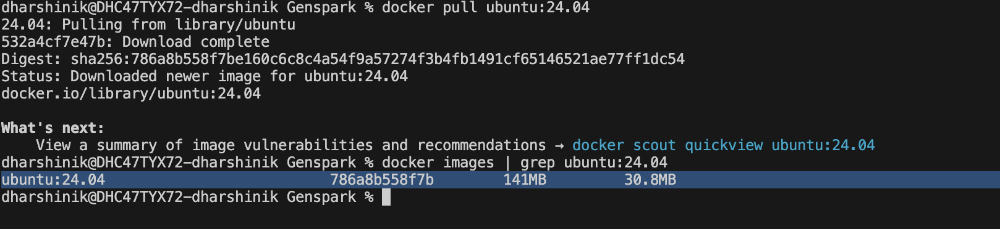 dharshinik@DHC47TYX72-dharshinik Genspark % docker pull ubuntu:24.04
24.04: Pulling from library/ubuntu
532a4cf7e47b: Download complete
Digest: sha256:786a8b558f7be160c6c8c4a54f9a57274f3b4fb1491cf65146521ae77ff1dc54
Status: Downloaded newer image for ubuntu:24.04
docker.io/library/ubuntu:24.04
What's next:
    View a summary of image vulnerabilities and recommendations → docker scout quickview ubuntu:24.04
dharshinik@DHC47TYX72-dharshinik Genspark % docker images | grep ubuntu:24.04
ubuntu:24.04                          786a8b558f7b        141MB         30.8MB
dharshinik@DHC47TYX72-dharshinik Genspark %